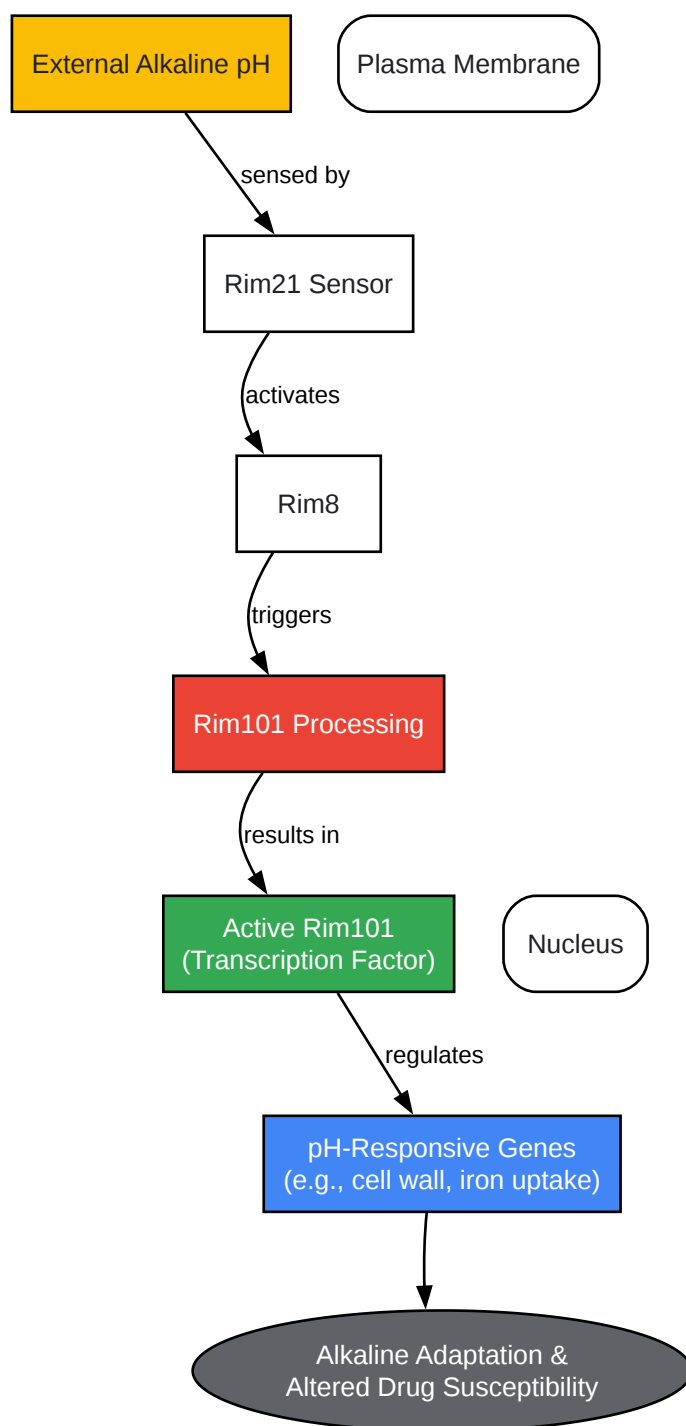 External Alkaline pH
Plasma Membrane
sensed by
Rim21 Sensor
activates
Rim8
triggers
Rim101 Processing
results in
Active Rim101
(Transcription Factor)
Nucleus
regulates
pH-Responsive Genes
(e.g., cell wall, iron uptake)
Alkaline Adaptation &
Altered Drug Susceptibility